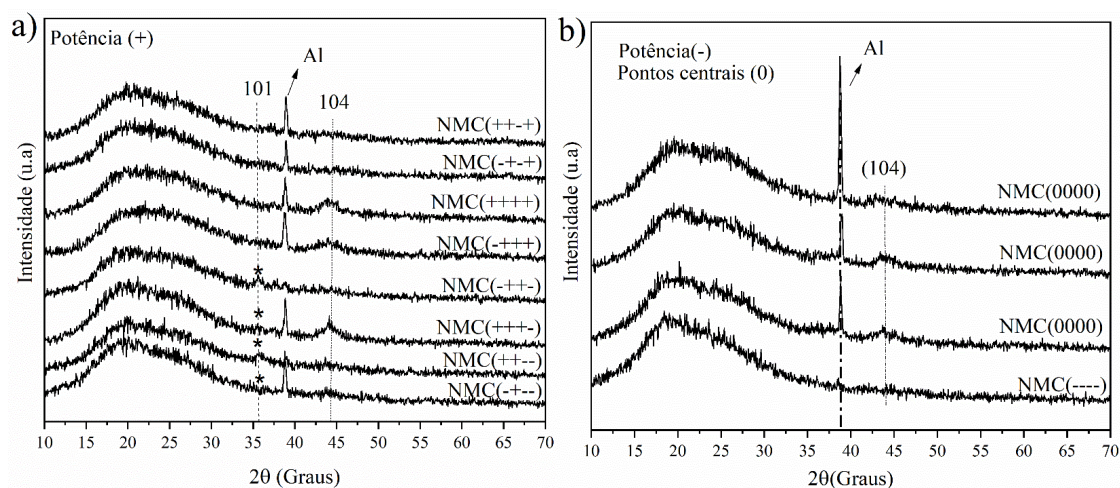 a)
Potência (+)
Al
101
104
NMC(++-+)
NMC(-+-+)
NMC(++++)
NMC(-+++)
*
NMC(-++-)
*
NMC(+++-)
*
NMC(++--)
*
NMC(-+--)
Intensidade (u.a)
10 15 20 25 30 35 40 45 50 55 60 65 70
2θ (Graus)
b)
Potência(-)
Pontos centrais (0)
Al
(104)
NMC(0000)
NMC(0000)
NMC(0000)
NMC(----)
Intensidade (u.a)
10 15 20 25 30 35 40 45 50 55 60 65 70
2θ(Graus)